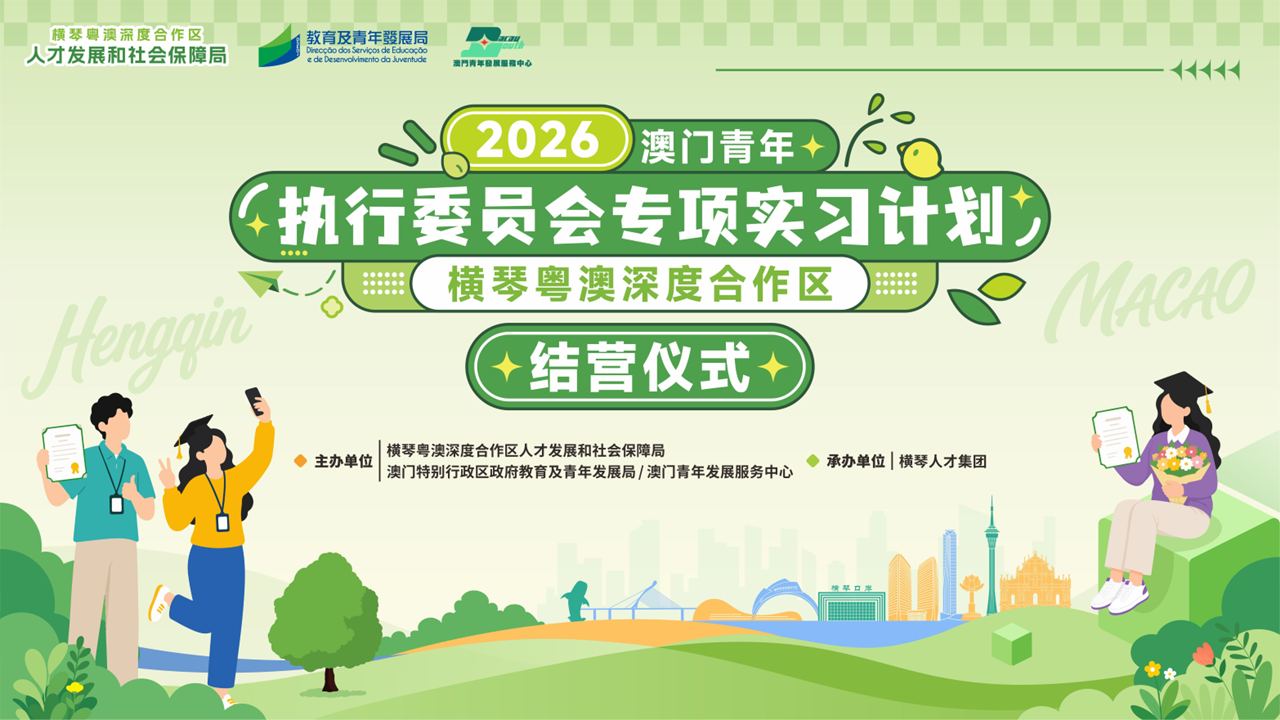 横琴粤澳深度合作区
人才发展和社会保障局
教育及青年發展局
Direcção dos Serviços de Educação
e de Desenvolvimento da Juventude
Macau Youth
澳門青年發展服務中心
2026 澳门青年
执行委员会专项实习计划
横琴粤澳深度合作区
结营仪式
Hengqin
MACAO
主办单位
横琴粤澳深度合作区人才发展和社会保障局
澳门特别行政区政府教育及青年发展局 / 澳门青年发展服务中心
承办单位 横琴人才集团
横琴口岸